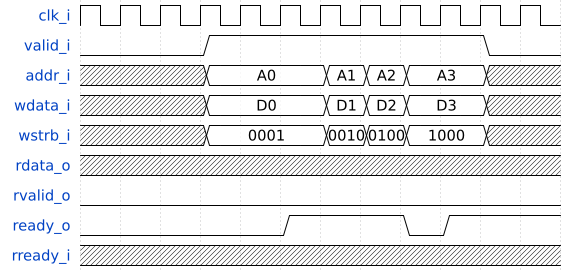 clk_i
valid_i
addr_i A0 A1 A2 A3
wdata_i D0 D1 D2 D3
wstrb_i 0001 0010 0100 1000
rdata_o
rvalid_o
ready_o
rready_i